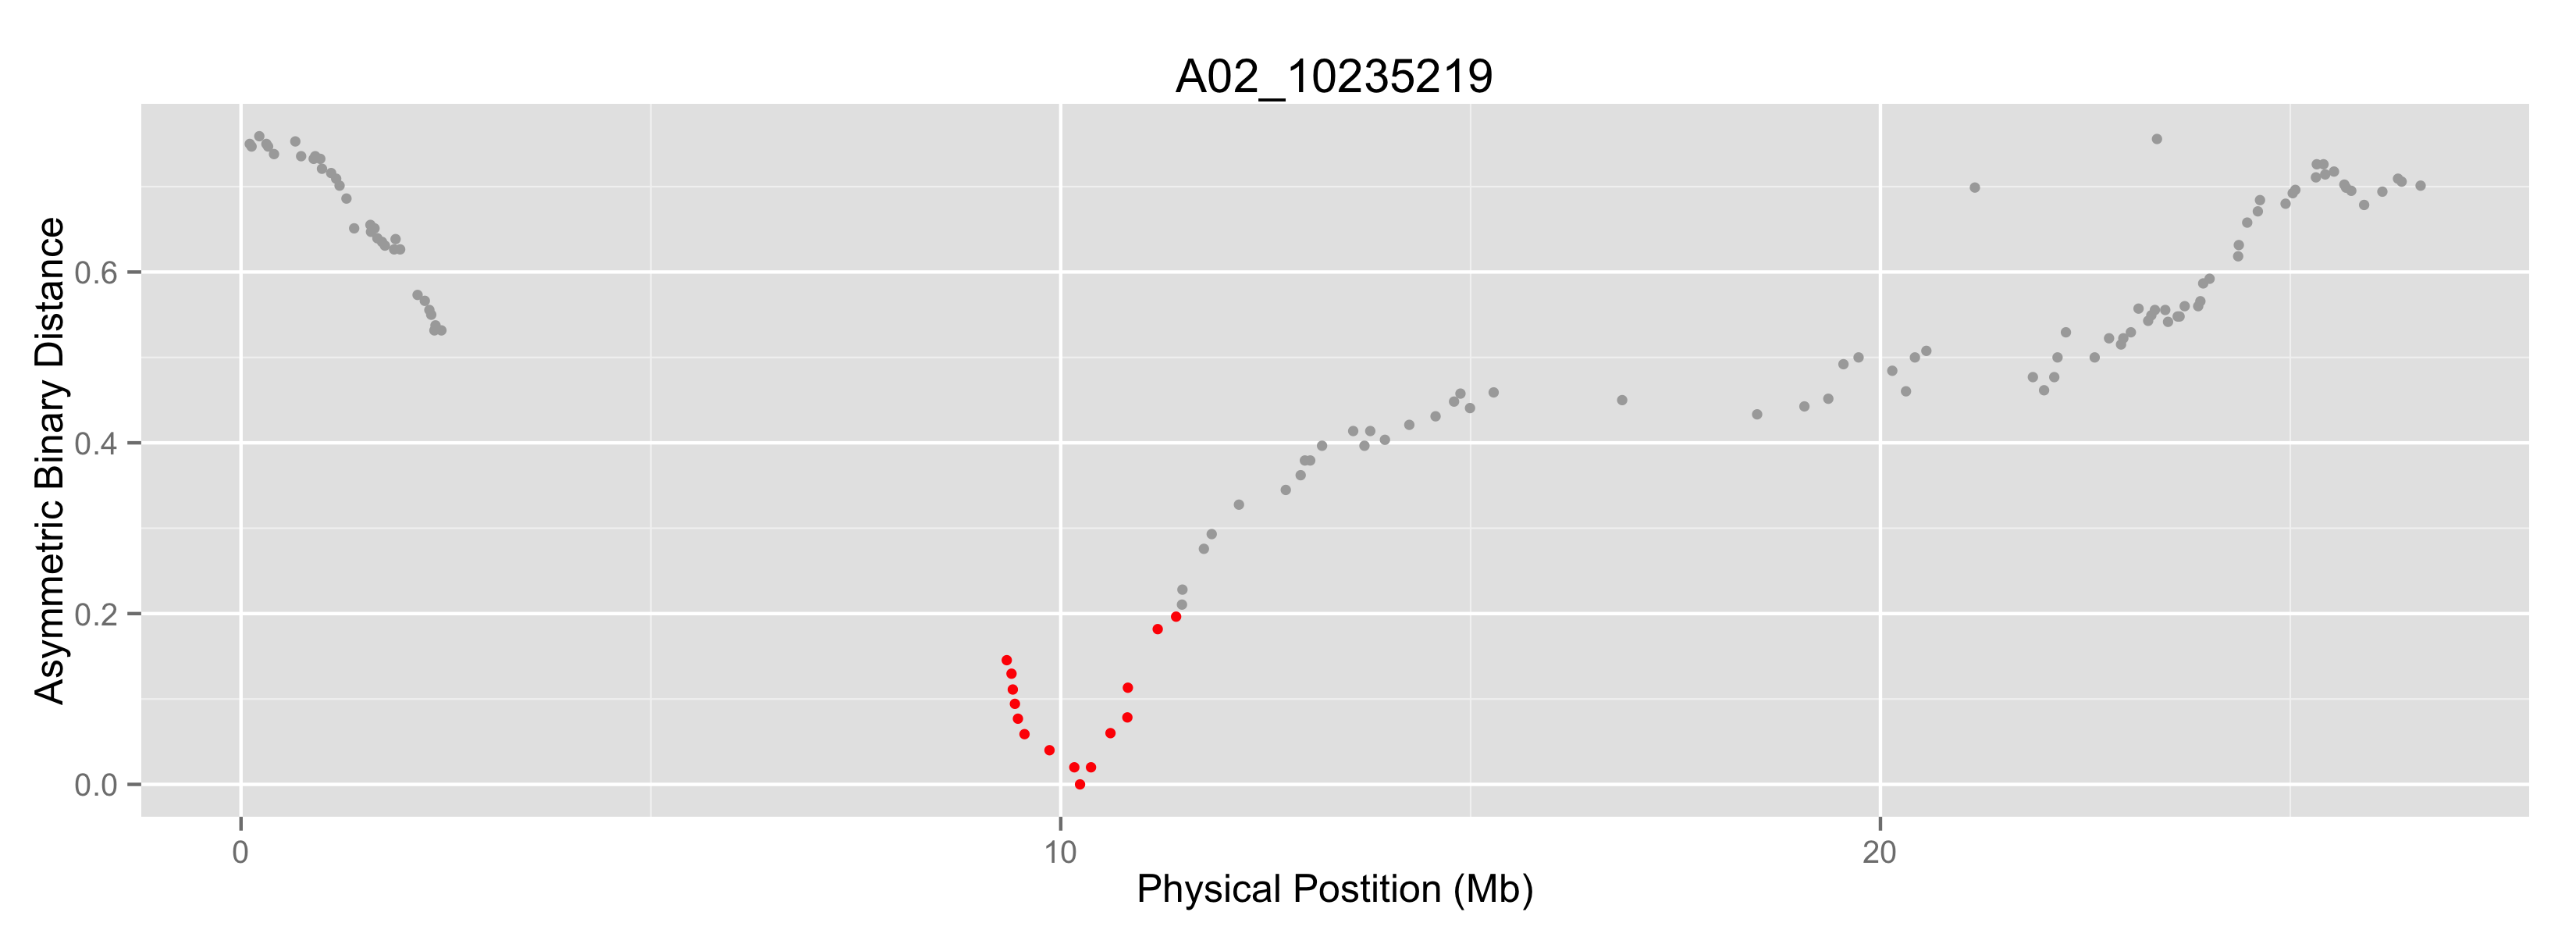 A02_10235219
Asymmetric Binary Distance
0.6
0.4
0.2
0.0
0 10 20
Physical Postition (Mb)